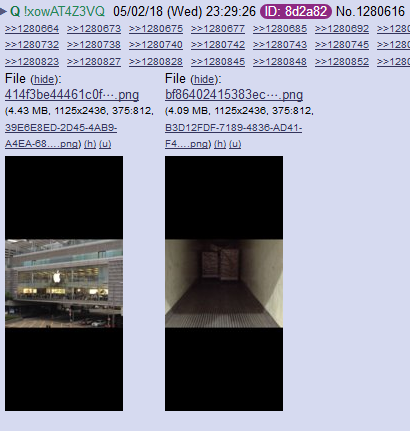 Q !xowAT4Z3VQ 05/02/18 (Wed) 23:29:26 ID: 8d2a82 No.1280616
>>1280664 >>1280673 >>1280675 >>1280677 >>1280685 >>1280692
>>1280732 >>1280738 >>1280740 >>1280742 >>1280743 >>1280745
>>1280823 >>1280827 >>1280828 >>1280845 >>1280848 >>1280852
File (hide):
414f3be44461c0f⋯.png
(4.43 MB, 1125x2436, 375:812,
39E6E8ED-2D45-4AB9-
A4EA-68….png) (h) (u)
File (hide):
bf86402415383ec⋯.png
(4.09 MB, 1125x2436, 375:812,
B3D12FDF-7189-4836-AD41-
F4….png) (h) (u)